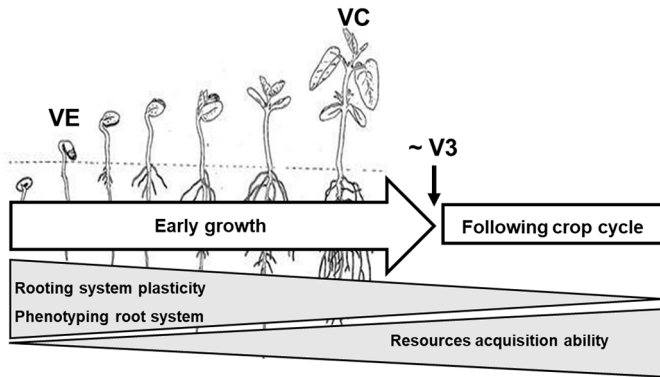 VC
VE
~ V3
Early growth
Following crop cycle
Rooting system plasticity
Phenotyping root system
Resources acquisition ability